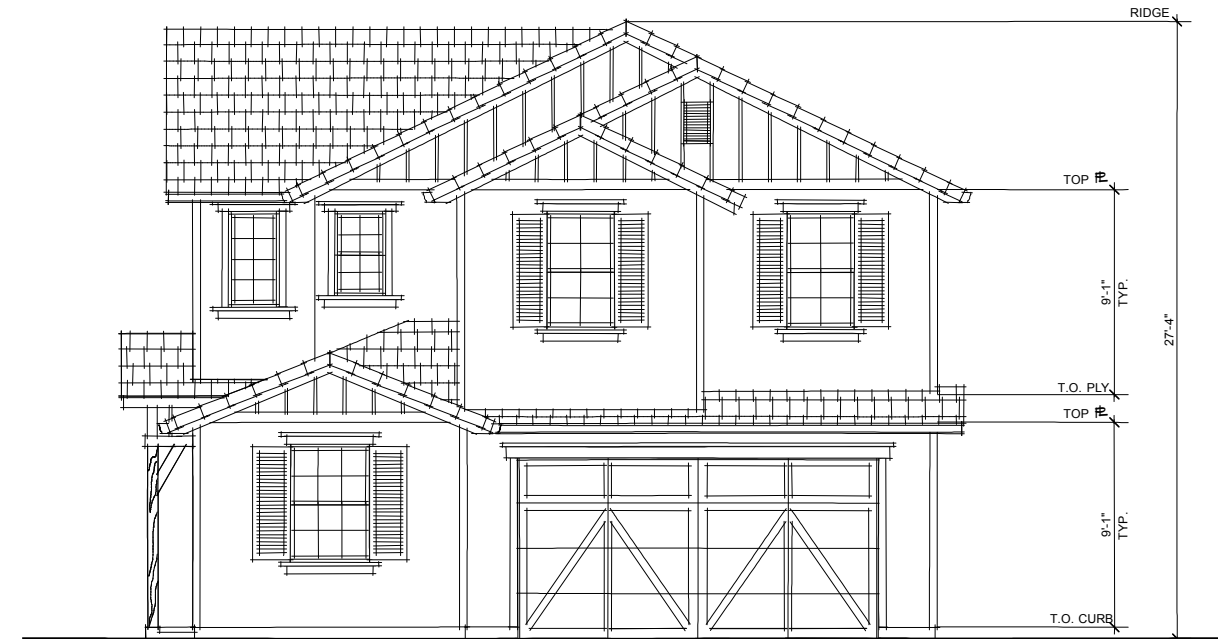 RIDGE
TOP ⅊
9'-1"
TYP.
27'-4"
T.O. PLY
TOP ⅊
9'-1"
TYP.
T.O. CURB